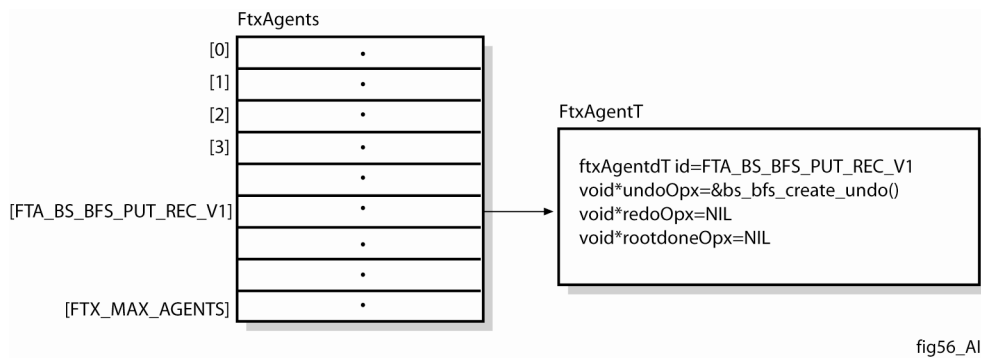 FtxAgents
[0]
[1]
[2]
[3]
[FTA_BS_BFS_PUT_REC_V1]
[FTX_MAX_AGENTS]
FtxAgentT
ftxAgentdT id=FTA_BS_BFS_PUT_REC_V1
void*undoOpx=&bs_bfs_create_undo()
void*redoOpx=NIL
void*rootdoneOpx=NIL
fig56_AI